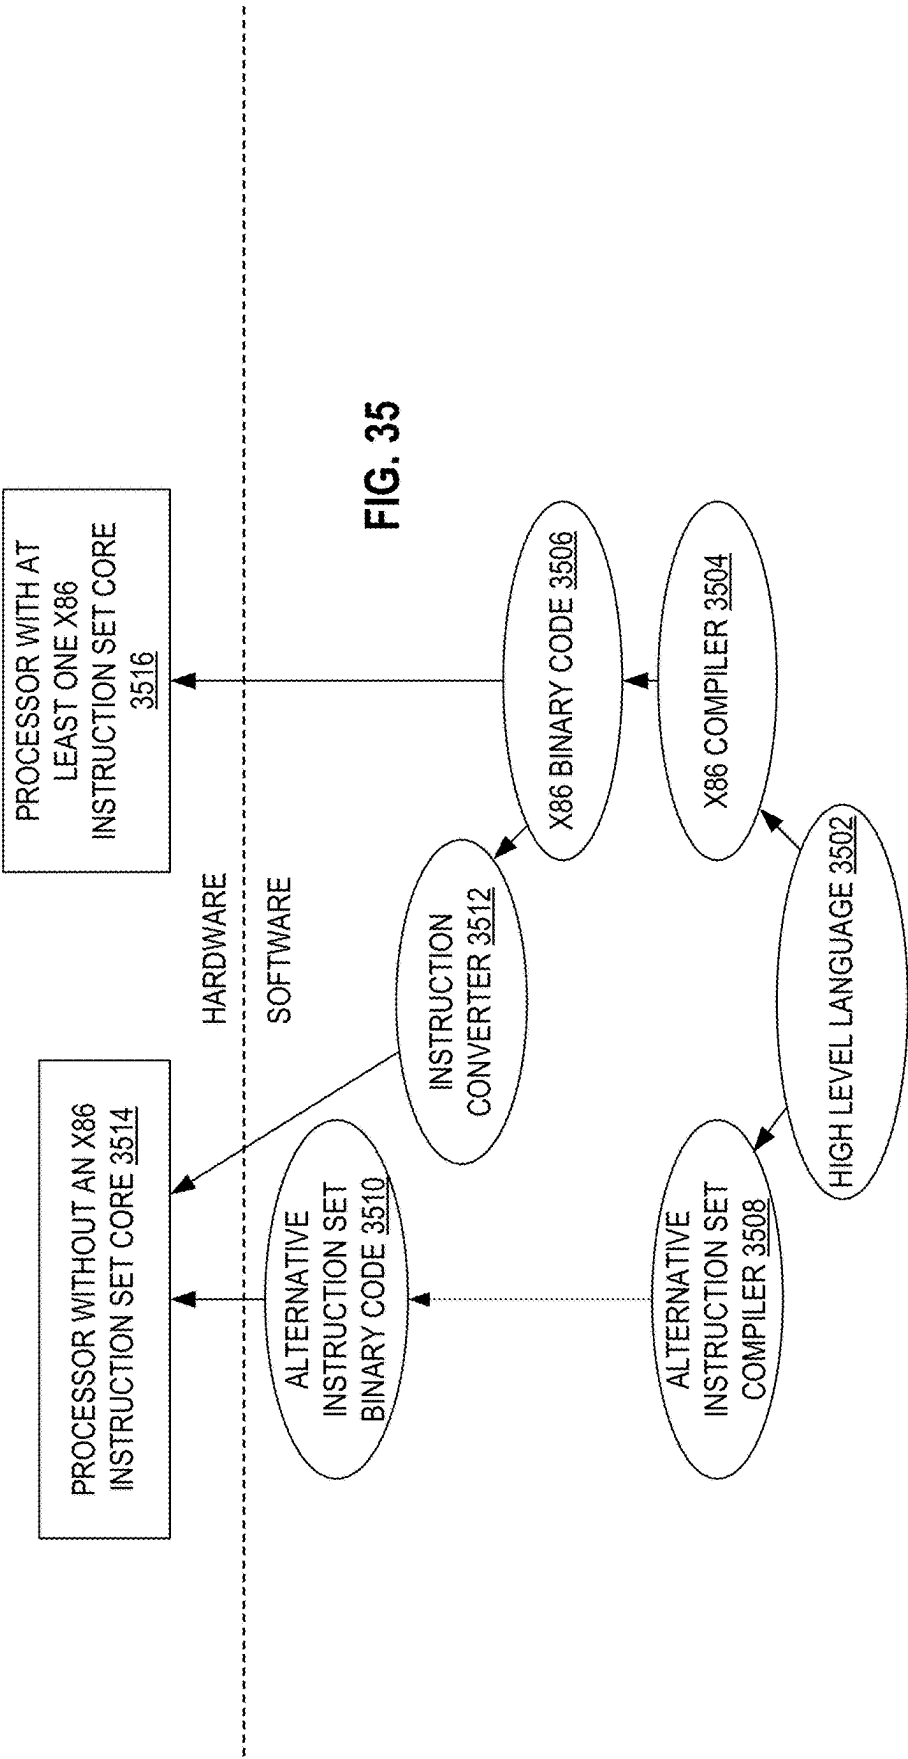 PROCESSOR WITHOUT AN X86
INSTRUCTION SET CORE 3514
PROCESSOR WITH AT
LEAST ONE X86
INSTRUCTION SET CORE
3516
HARDWARE
SOFTWARE
ALTERNATIVE
INSTRUCTION SET
BINARY CODE 3510
INSTRUCTION
CONVERTER 3512
FIG. 35
X86 BINARY CODE 3506
ALTERNATIVE
INSTRUCTION SET
COMPILER 3508
X86 COMPILER 3504
HIGH LEVEL LANGUAGE 3502